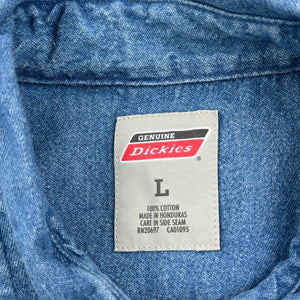 GENUINE
Dickies®
L
100% COTTON
MADE IN HONDURAS
CARE IN SIDE SEAM
RN20697 CA01095